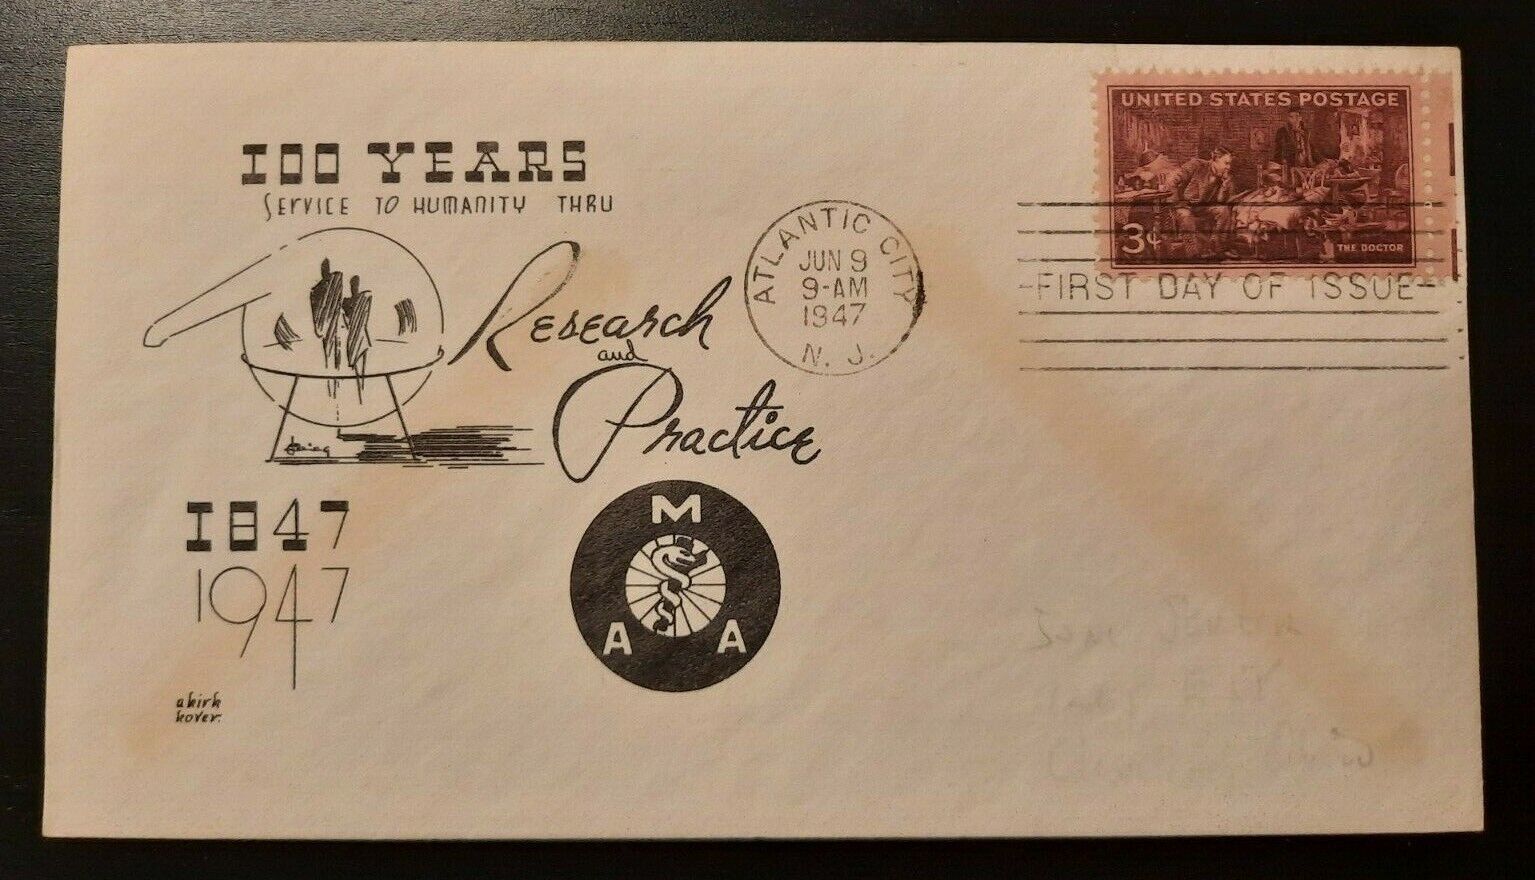 100 YEARS
SERVICE TO HUMANITY THRU
Research
and
Practice
1847
1947
M
A A
akirk
kover.
ATLANTIC CITY
JUN 9
9-AM
1947
N. J.
UNITED STATES POSTAGE
3¢
THE DOCTOR
FIRST DAY OF ISSUE